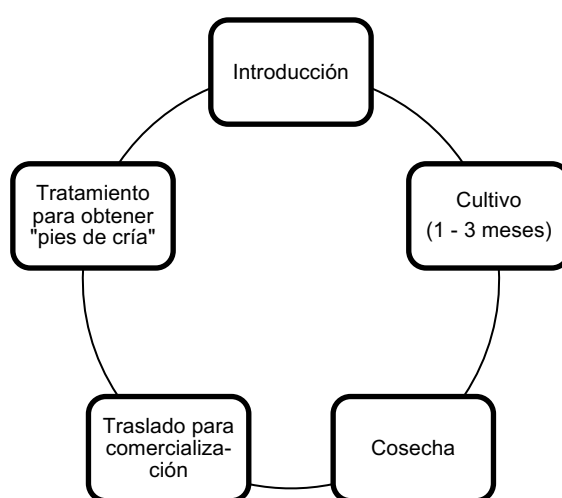 Introducción
Cultivo
(1 - 3 meses)
Cosecha
Traslado para
comercializa-
ción
Tratamiento
para obtener
"pies de cría"